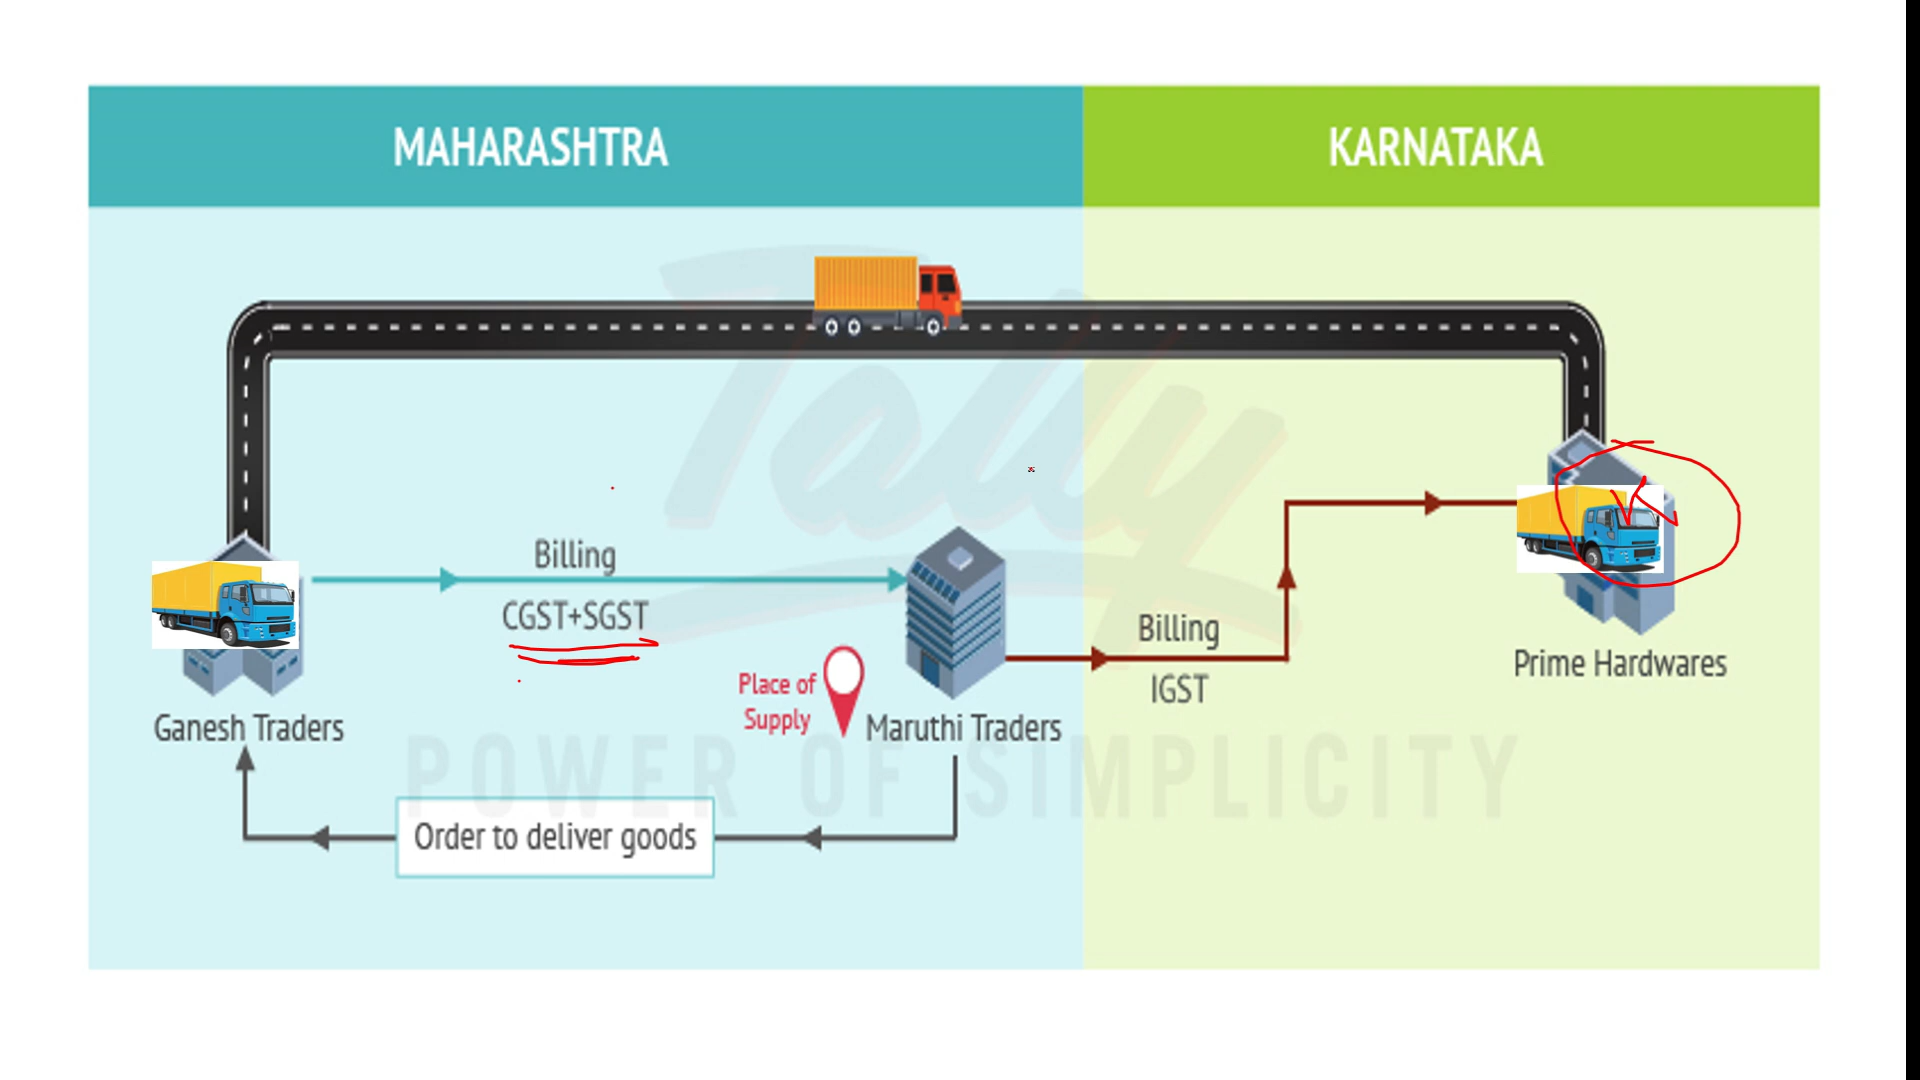 MAHARASHTRA
KARNATAKA
Tally
POWER OF SIMPLICITY
Billing
CGST+SGST
Billing
IGST
Prime Hardwares
Place of
Supply
Ganesh Traders
Maruthi Traders
Order to deliver goods